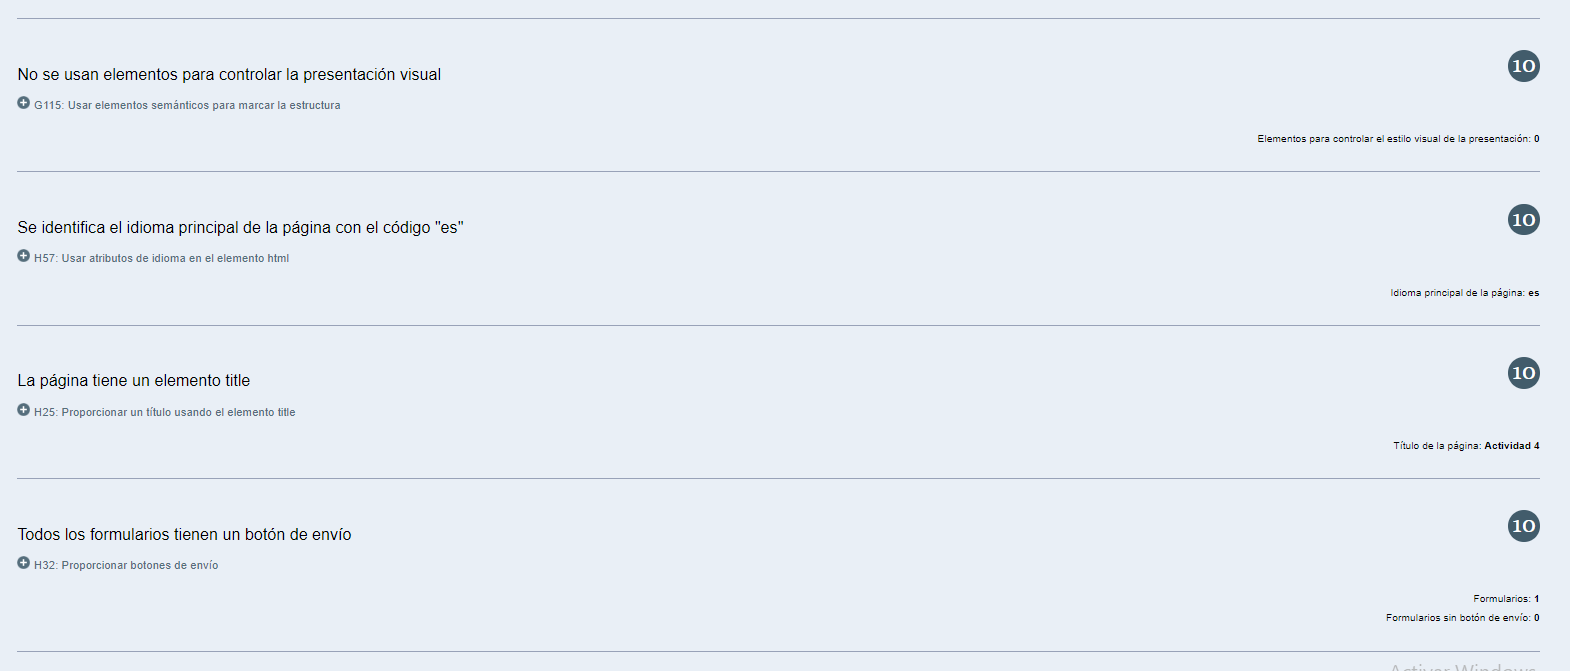 No se usan elementos para controlar la presentación visual
10
G115: Usar elementos semánticos para marcar la estructura
Elementos para controlar el estilo visual de la presentación: 0
Se identifica el idioma principal de la página con el código "es"
10
H57: Usar atributos de idioma en el elemento html
Idioma principal de la página: es
La página tiene un elemento title
10
H25: Proporcionar un título usando el elemento title
Título de la página: Actividad 4
Todos los formularios tienen un botón de envío
10
H32: Proporcionar botones de envío
Formularios: 1
Formularios sin botón de envío: 0
Activar Windows